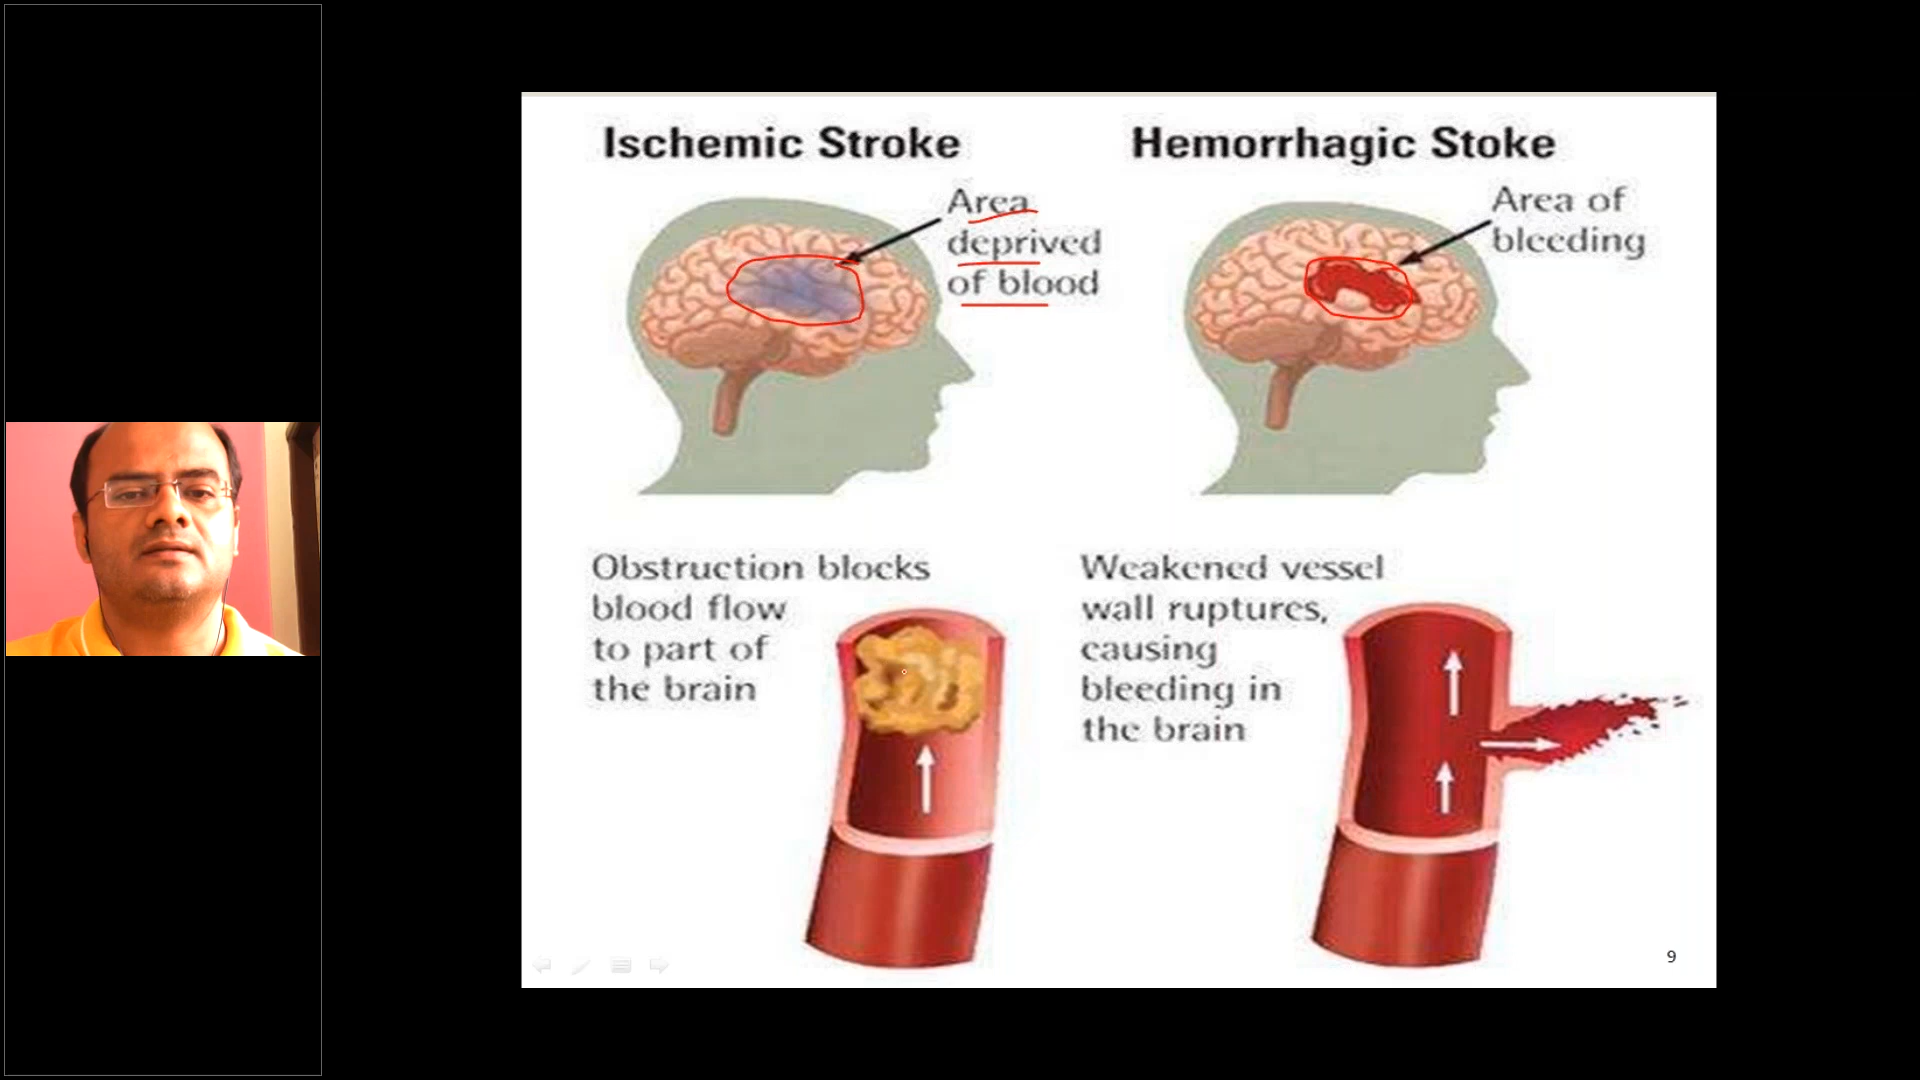 Ischemic Stroke
Area
deprived
of blood
Obstruction blocks
blood flow
to part of
the brain
Hemorrhagic Stoke
Area of
bleeding
Weakened vessel
wall ruptures,
causing
bleeding in
the brain
9